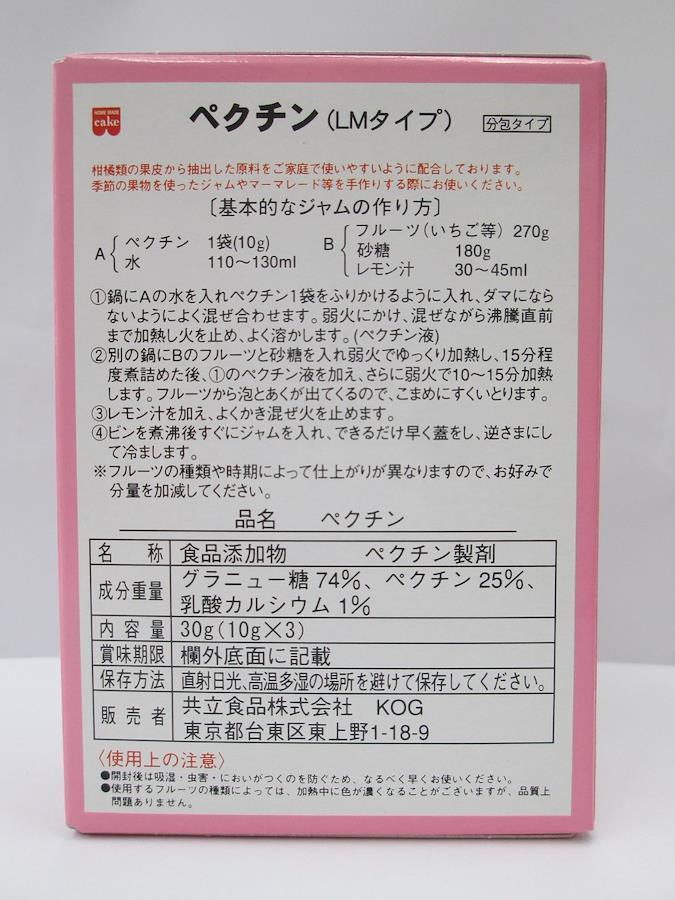 HOME MADE
cake
ペクチン(LMタイプ)
分包タイプ
柑橘類の果皮から抽出した原料をご家庭で使いやすいように配合しております。
季節の果物を使ったジャムやマーマレード等を手作りする際にお使いください。
〔基本的なジャムの作り方〕
A ペクチン 1袋(10g)
水 110〜130ml
B フルーツ(いちご等) 270g
砂糖 180g
レモン汁 30〜45ml
①鍋にAの水を入れペクチン1袋をふりかけるように入れ、ダマになら
ないようによく混ぜ合わせます。弱火にかけ、混ぜながら沸騰直前
まで加熱し火を止め、よく溶かします。(ペクチン液)
②別の鍋にBのフルーツと砂糖を入れ弱火でゆっくり加熱し、15分程
度煮詰めた後、①のペクチン液を加え、さらに弱火で10〜15分加熱
します。フルーツから泡とあくが出てくるので、こまめにすくいとります。
③レモン汁を加え、よくかき混ぜ火を止めます。
④ビンを煮沸後すぐにジャムを入れ、できるだけ早く蓋をし、逆さまにし
て冷まします。
※フルーツの種類や時期によって仕上がりが異なりますので、お好みで
分量を加減してください。
品名 ペクチン
名 称 食品添加物 ペクチン製剤
成分重量 グラニュー糖 74%、ペクチン 25%、
乳酸カルシウム 1%
内 容 量 30g(10g×3)
賞味期限 欄外底面に記載
保存方法 直射日光、高温多湿の場所を避けて保存してください。
販 売 者 共立食品株式会社 KOG
東京都台東区東上野1-18-9
〈使用上の注意〉
●開封後は吸湿・虫害・においがつくのを防ぐため、なるべく早くお使いください。
●使用するフルーツの種類によっては、加熱中に色が濃くなることがございますが、品質上
問題ありません。